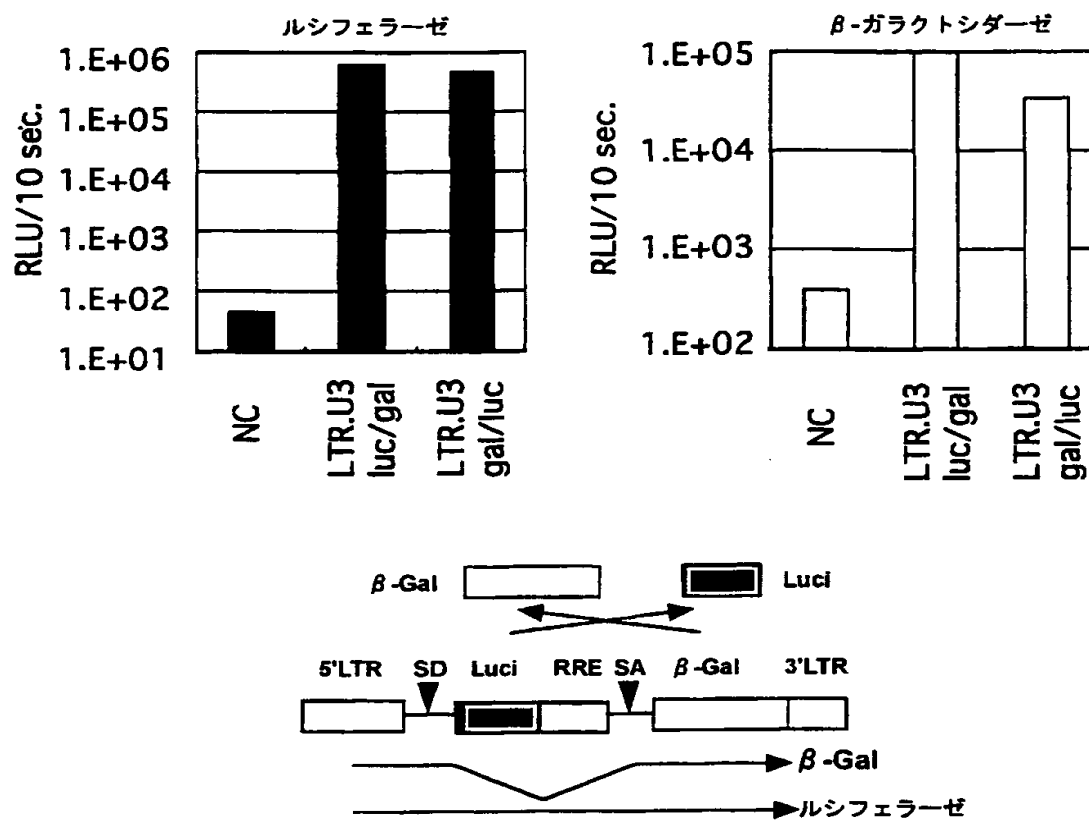 ルシフェラーゼ
RLU/10 sec.
1.E+06
1.E+05
1.E+04
1.E+03
1.E+02
1.E+01
NC
LTR.U3
luc/gal
LTR.U3
gal/luc
β-ガラクトシダーゼ
RLU/10 sec.
1.E+05
1.E+04
1.E+03
1.E+02
NC
LTR.U3
luc/gal
LTR.U3
gal/luc
β-Gal Luci
5'LTR SD Luci RRE SA β-Gal 3'LTR
β-Gal
ルシフェラーゼ